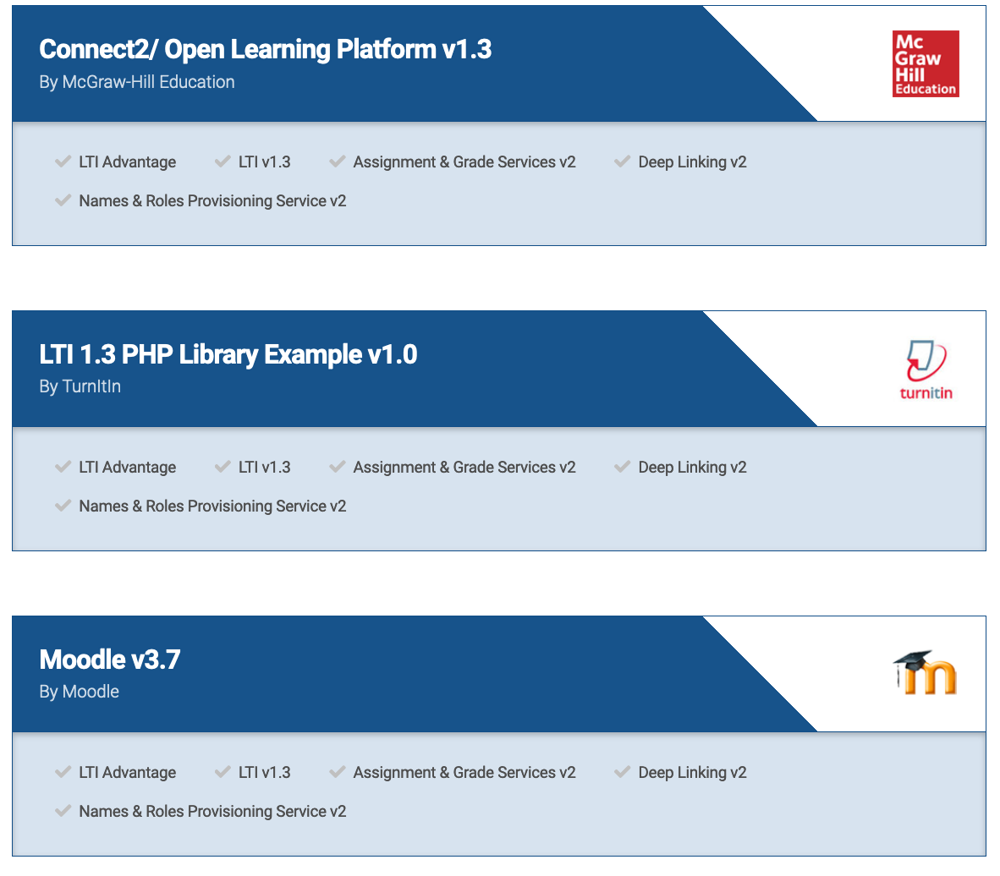 Connect2/ Open Learning Platform v1.3
By McGraw-Hill Education
Mc
Graw
Hill
Education
LTI Advantage LTI v1.3 Assignment & Grade Services v2 Deep Linking v2
Names & Roles Provisioning Service v2
LTI 1.3 PHP Library Example v1.0
By TurnItIn
turnitin
LTI Advantage LTI v1.3 Assignment & Grade Services v2 Deep Linking v2
Names & Roles Provisioning Service v2
Moodle v3.7
By Moodle
m
LTI Advantage LTI v1.3 Assignment & Grade Services v2 Deep Linking v2
Names & Roles Provisioning Service v2